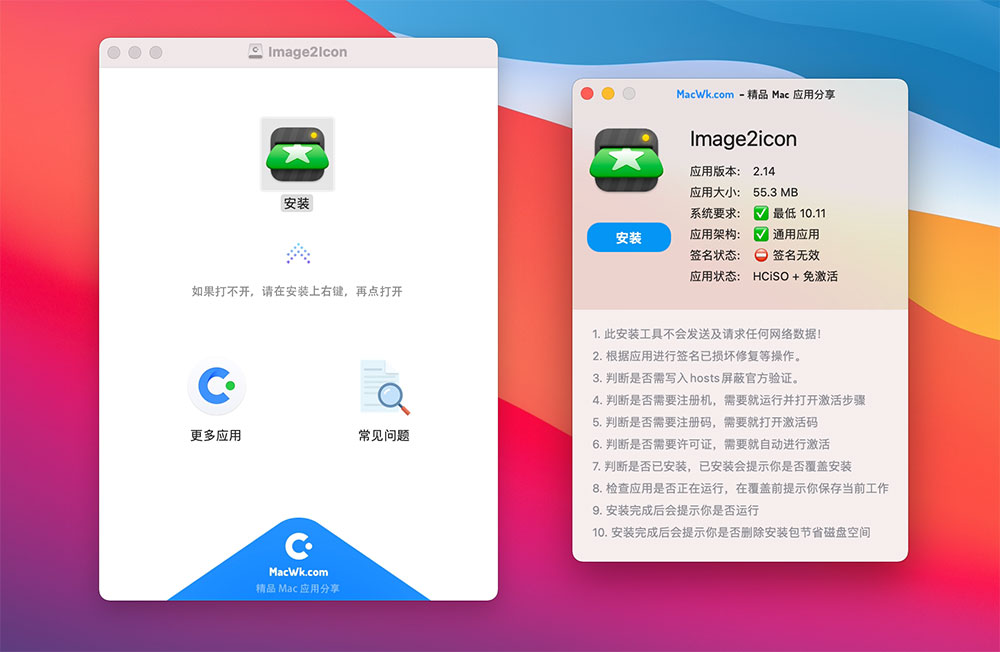 Image2Icon
安装
如果打不开，请在安装上右键，再点打开
更多应用
常见问题
MacWk.com
精品 Mac 应用分享
MacWk.com - 精品 Mac 应用分享
Image2icon
应用版本： 2.14
应用大小： 55.3 MB
系统要求： ✅ 最低 10.11
应用架构： ✅ 通用应用
签名状态： ⛔ 签名无效
应用状态： HCiSO + 免激活
安装
1. 此安装工具不会发送及请求任何网络数据！
2. 根据应用进行签名已损坏修复等操作。
3. 判断是否需写入hosts屏蔽官方验证。
4. 判断是否需要注册机，需要就运行并打开激活步骤
5. 判断是否需要注册码，需要就打开激活码
6. 判断是否需要许可证，需要就自动进行激活
7. 判断是否已安装，已安装会提示你是否覆盖安装
8. 检查应用是否正在运行，在覆盖前提示你保存当前工作
9. 安装完成后会提示你是否运行
10. 安装完成后会提示你是否删除安装包节省磁盘空间